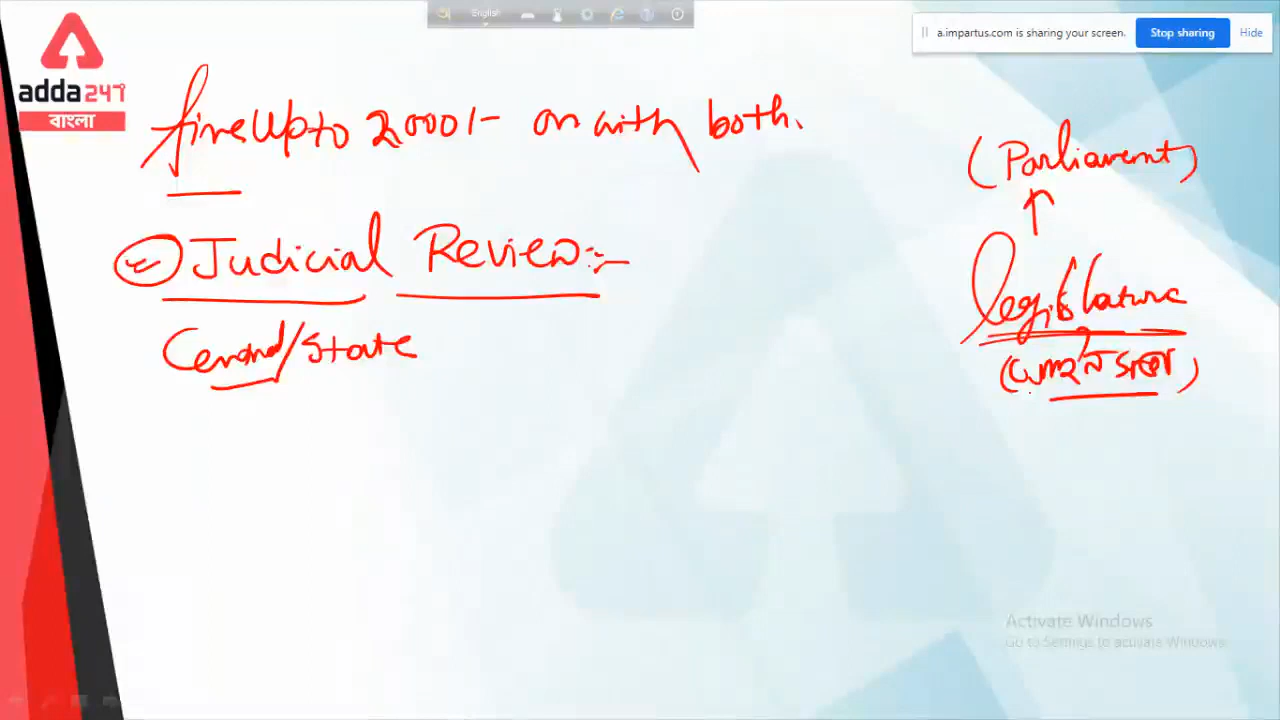 English
a.impartus.com is sharing your screen.
Stop sharing
Hide
adda247
বাংলা
fine upto 2000/- or with both.
(Parliament)
Judicial Review:-
legislature
Central/State
(আইন সভা)
Activate Windows
Go to Settings to activate Windows.